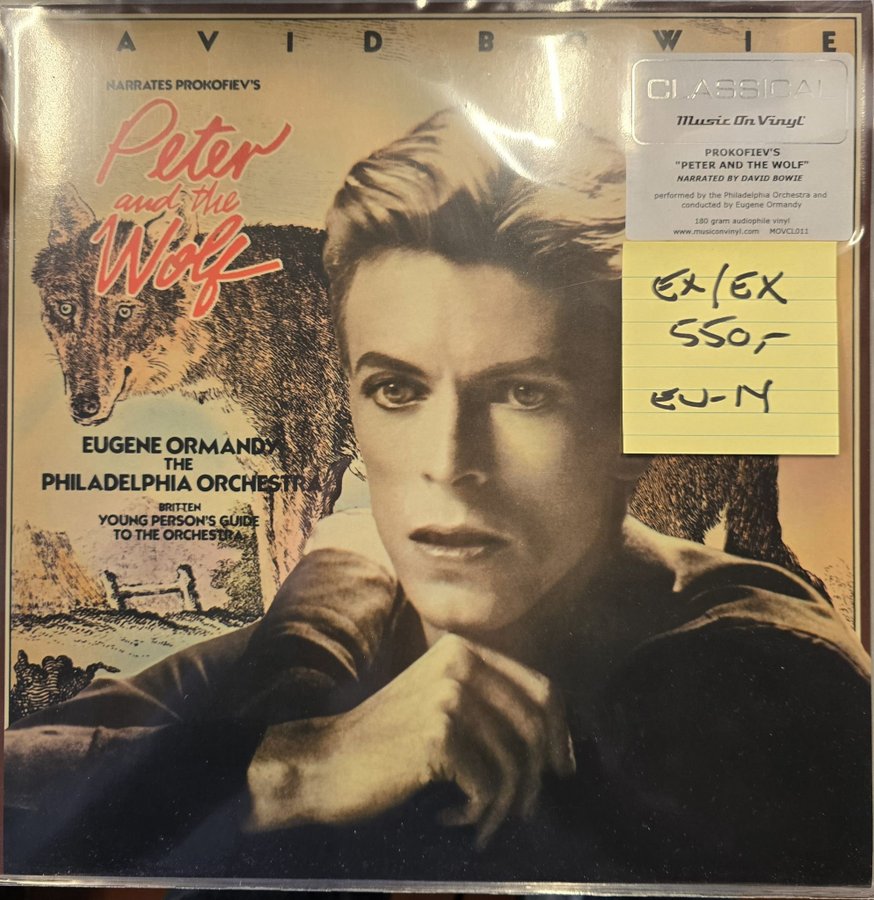 DAVID BOWIE
NARRATES PROKOFIEV'S
Peter
and the
Wolf
EUGENE ORMANDY
THE
PHILADELPHIA ORCHESTRA
BRITTEN
YOUNG PERSON'S GUIDE
TO THE ORCHESTRA
CLASSICAL
Music On Vinyl
PROKOFIEV'S
"PETER AND THE WOLF"
NARRATED BY DAVID BOWIE
performed by the Philadelphia Orchestra and
conducted by Eugene Ormandy
180 gram audiophile vinyl
www.musiconvinyl.com MOVCL011
EX/EX
550,-
EU-14